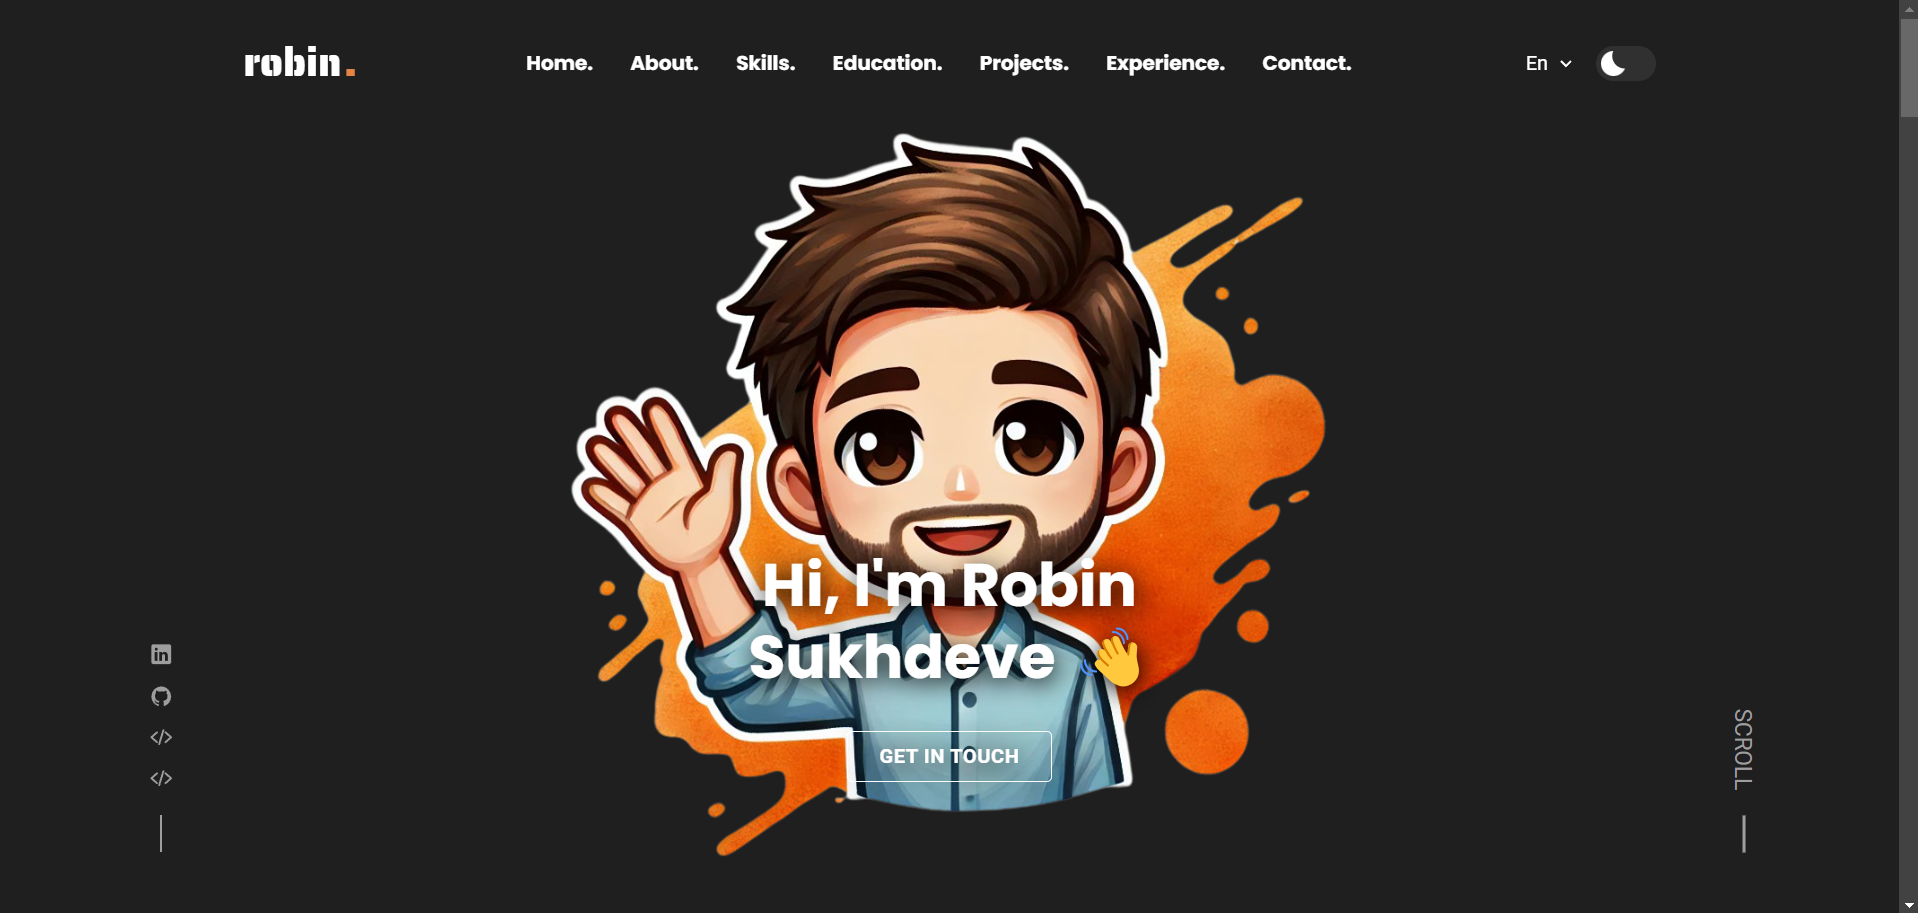 robin.
Home. About. Skills. Education. Projects. Experience. Contact.
En
Hi, I'm Robin
Sukhdeve 👋
GET IN TOUCH
SCROLL